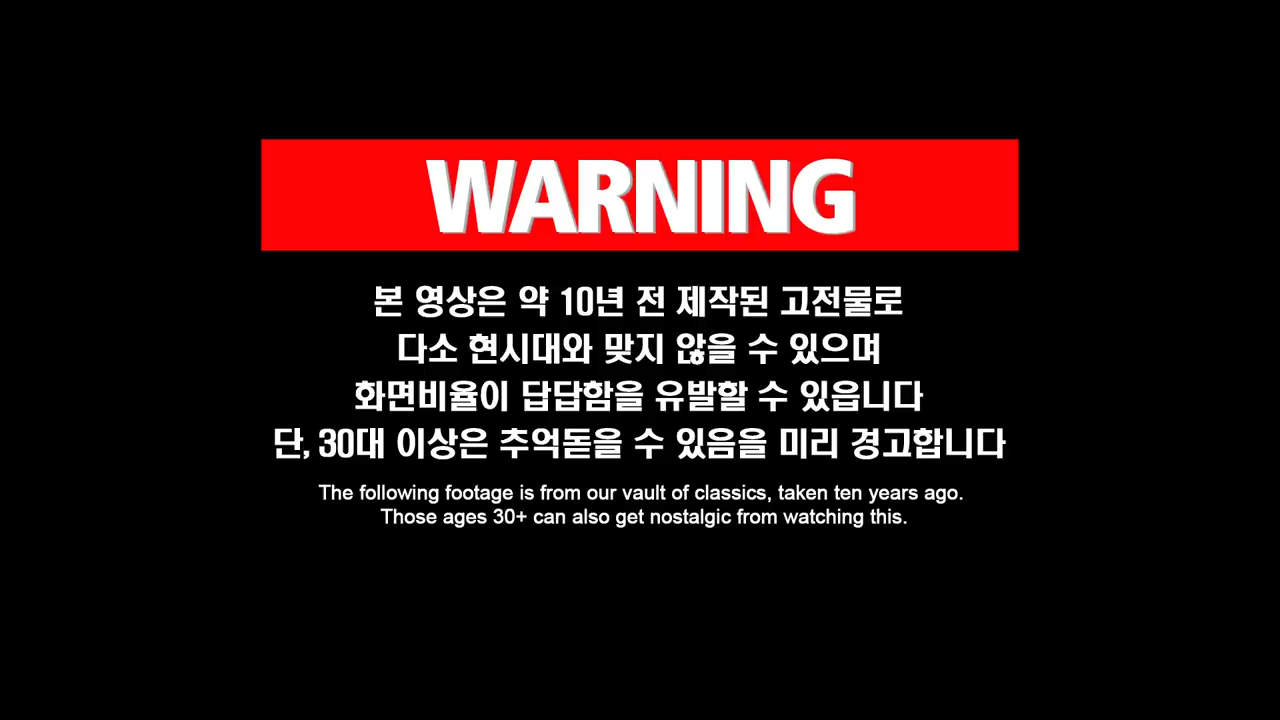 WARNING
본 영상은 약 10년 전 제작된 고전물로
다소 현시대와 맞지 않을 수 있으며
화면비율이 답답함을 유발할 수 있읍니다
단, 30대 이상은 추억돋을 수 있음을 미리 경고합니다
The following footage is from our vault of classics, taken ten years ago.
Those ages 30+ can also get nostalgic from watching this.